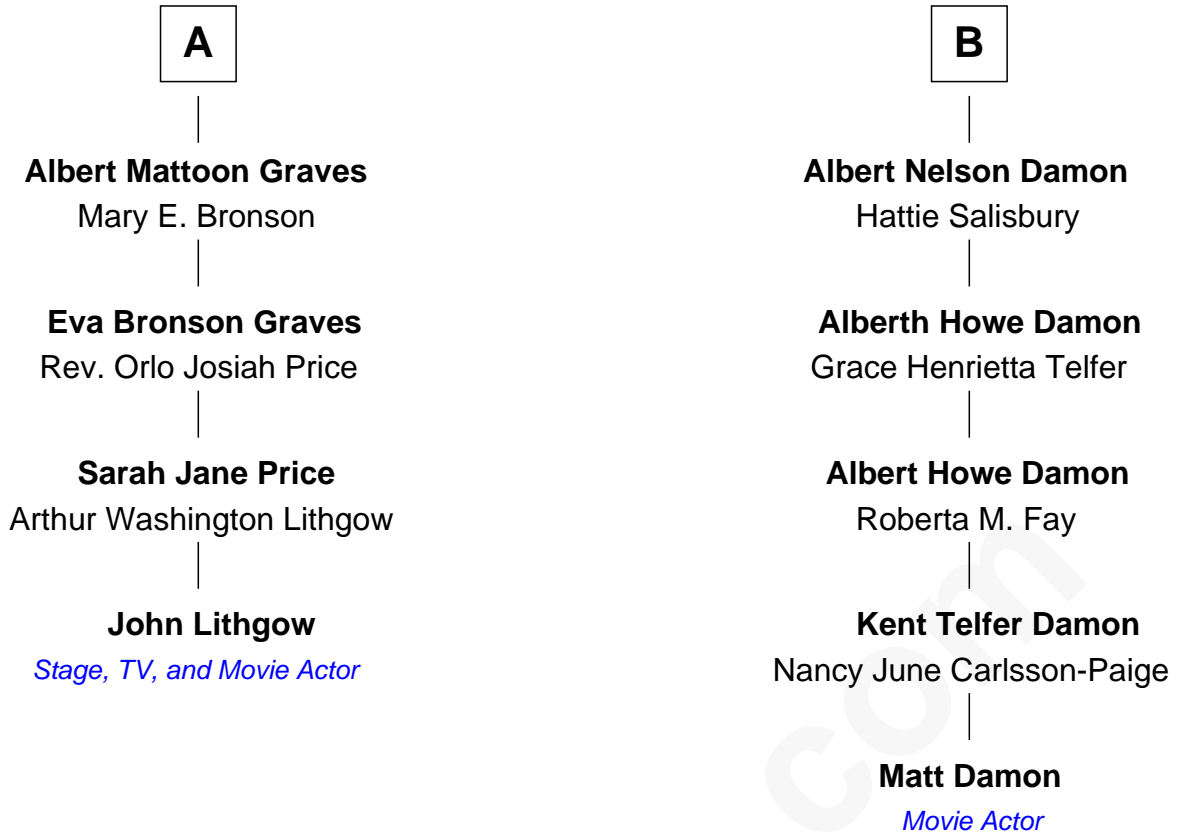 A
Albert Mattoon Graves
Mary E. Bronson
Eva Bronson Graves
Rev. Orlo Josiah Price
Sarah Jane Price
Arthur Washington Lithgow
John Lithgow
Stage, TV, and Movie Actor
B
Albert Nelson Damon
Hattie Salisbury
Alberth Howe Damon
Grace Henrietta Telfer
Albert Howe Damon
Roberta M. Fay
Kent Telfer Damon
Nancy June Carlsson-Paige
Matt Damon
Movie Actor
com